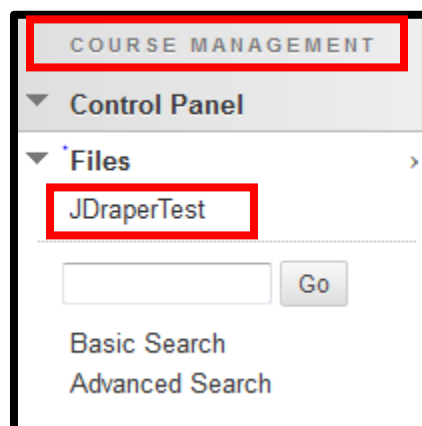 COURSE MANAGEMENT
Control Panel
Files
JDraperTest
Go
Basic Search
Advanced Search